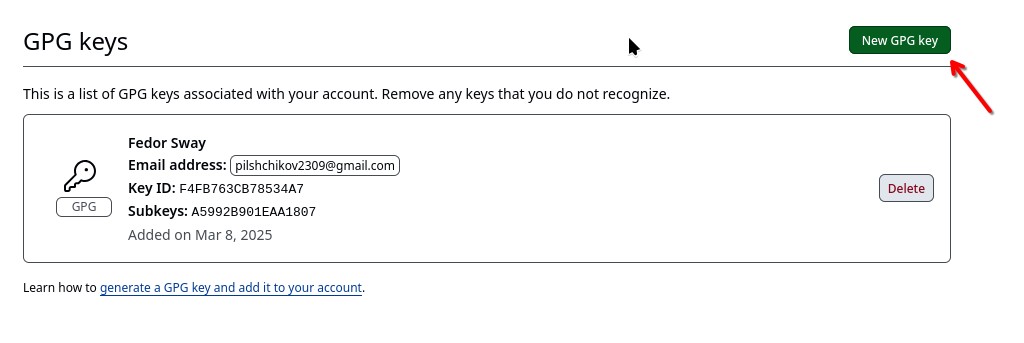 GPG keys
New GPG key
This is a list of GPG keys associated with your account. Remove any keys that you do not recognize.
Fedor Sway
Email address: pilshchikov2309@gmail.com
Key ID: F4FB763CB78534A7
GPG
Subkeys: A5992B901EAA1807
Delete
Added on Mar 8, 2025
Learn how to generate a GPG key and add it to your account.